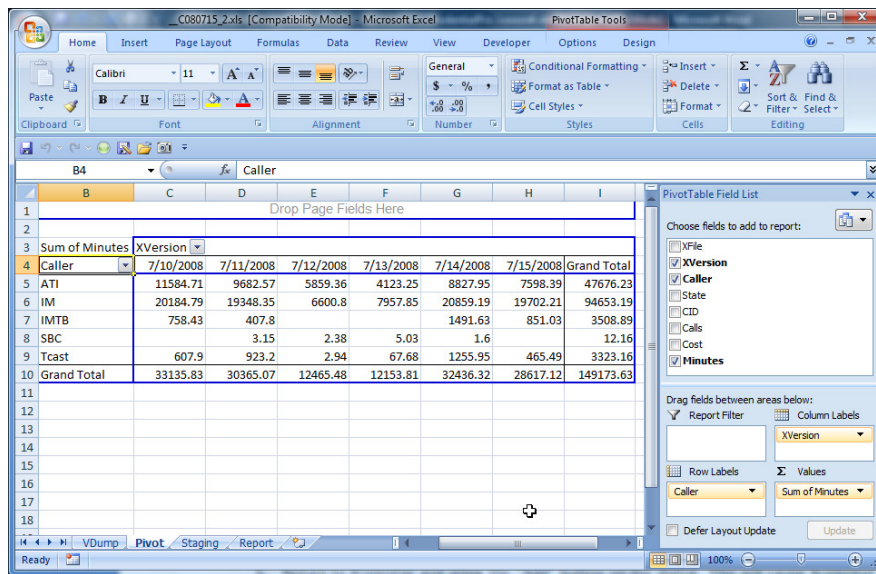 __C080715_2.xls [Compatibility Mode] - Microsoft Excel PivotTable Tools
Home Insert Page Layout Formulas Data Review View Developer Options Design
Calibri 11 A A General Conditional Formatting Insert Σ
Paste B I U A $ % , Format as Table Delete Sort & Find &
.00 .00 Cell Styles Format Filter Select
Clipboard Font Alignment Number Styles Cells Editing
B4 fx Caller
B C D E F G H I PivotTable Field List
1 Drop Page Fields Here
Choose fields to add to report:
2
3 Sum of Minutes XVersion
4 Caller 7/10/2008 7/11/2008 7/12/2008 7/13/2008 7/14/2008 7/15/2008 Grand Total
5 ATI 11584.71 9682.57 5859.36 4123.25 8827.95 7598.39 47676.23
6 IM 20184.79 19348.35 6600.8 7957.85 20859.19 19702.21 94653.19
7 IMTB 758.43 407.8 1491.63 851.03 3508.89
8 SBC 3.15 2.38 5.03 1.6 12.16
9 Tcast 607.9 923.2 2.94 67.68 1255.95 465.49 3323.16
10 Grand Total 33135.83 30365.07 12465.48 12153.81 32436.32 28617.12 149173.63
11
12
13
14
15
16
17
18
XFile
XVersion
Caller
State
CID
Calls
Cost
Minutes
Drag fields between areas below:
Report Filter Column Labels
XVersion
Row Labels Σ Values
Caller Sum of Minutes
Defer Layout Update Update
VDump Pivot Staging Report
Ready 100%